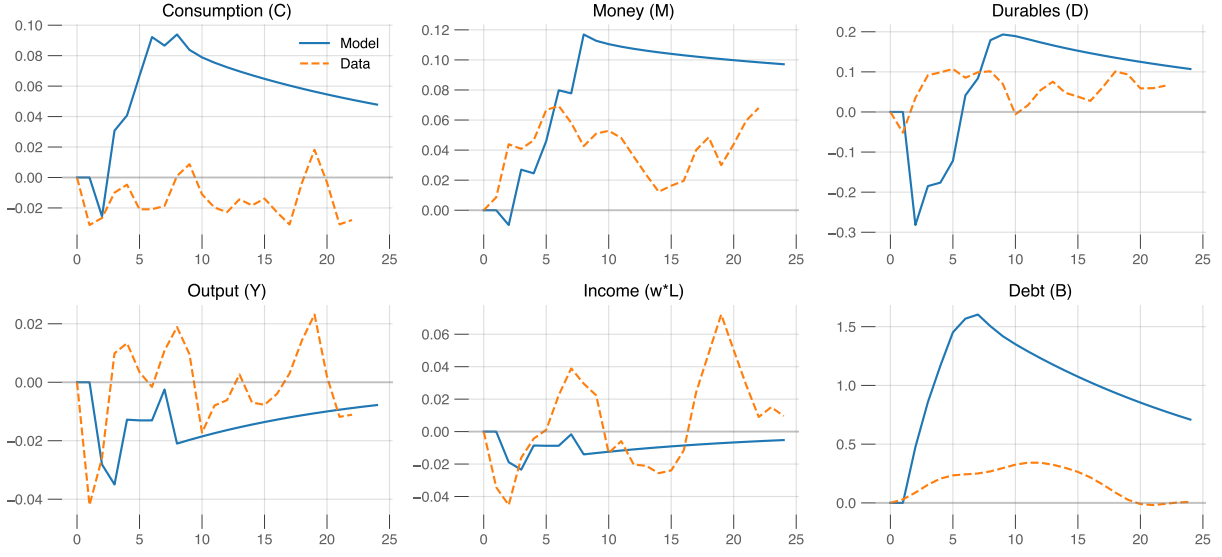 Consumption (C)
0.10
0.08
0.06
0.04
0.02
0.00
−0.02
0 5 10 15 20 25
Model
Data
Money (M)
0.12
0.10
0.08
0.06
0.04
0.02
0.00
0 5 10 15 20 25
Durables (D)
0.2
0.1
0.0
−0.1
−0.2
−0.3
0 5 10 15 20 25
Output (Y)
0.02
0.00
−0.02
−0.04
0 5 10 15 20 25
Income (w*L)
0.06
0.04
0.02
0.00
−0.02
−0.04
0 5 10 15 20 25
Debt (B)
1.5
1.0
0.5
0.0
0 5 10 15 20 25